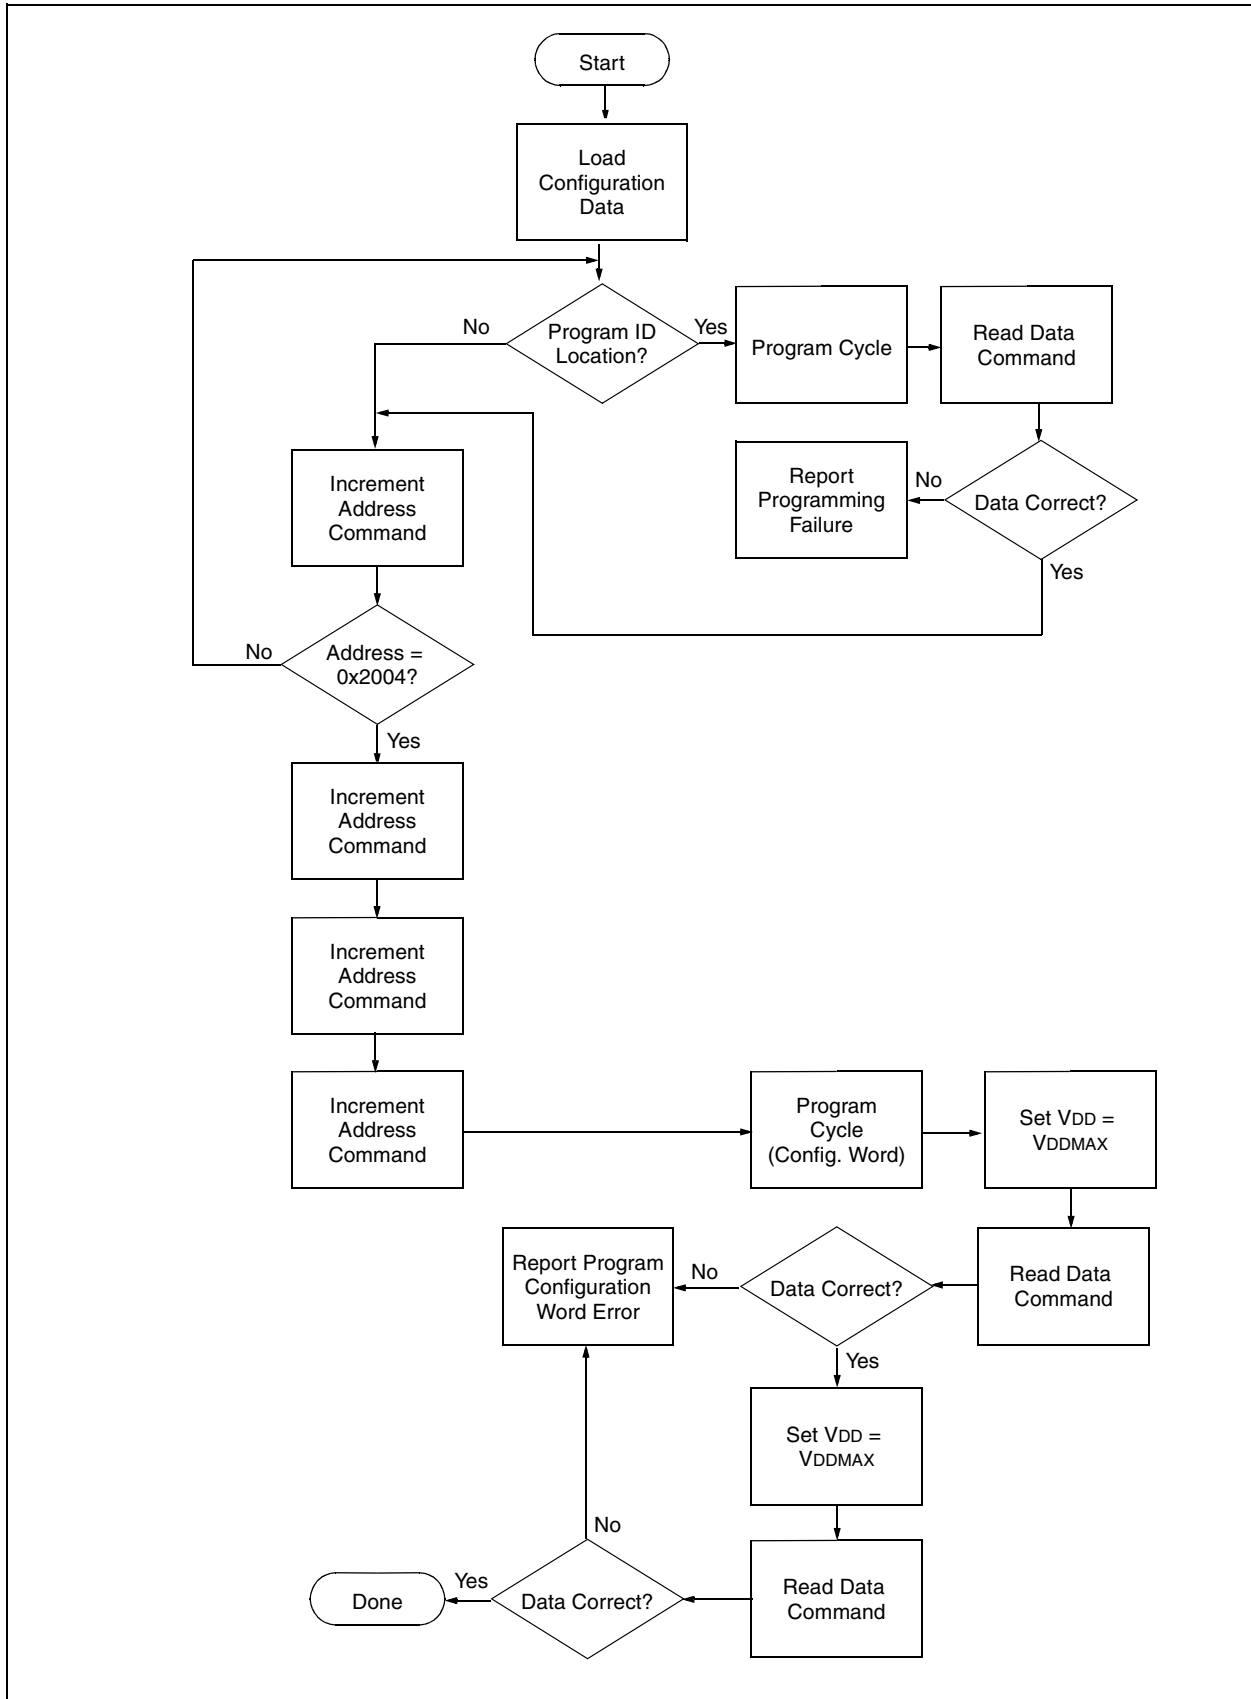 Start
Load
Configuration
Data
No
Program ID
Location?
Yes
Program Cycle
Read Data
Command
Increment
Address
Command
Report
Programming
Failure
No
Data Correct?
Yes
No
Address =
0x2004?
Yes
Increment
Address
Command
Increment
Address
Command
Increment
Address
Command
Program
Cycle
(Config. Word)
Set VDD =
VDDMAX
Report Program
Configuration
Word Error
No
Data Correct?
Read Data
Command
Yes
Set VDD =
VDDMAX
No
Done
Yes
Data Correct?
Read Data
Command